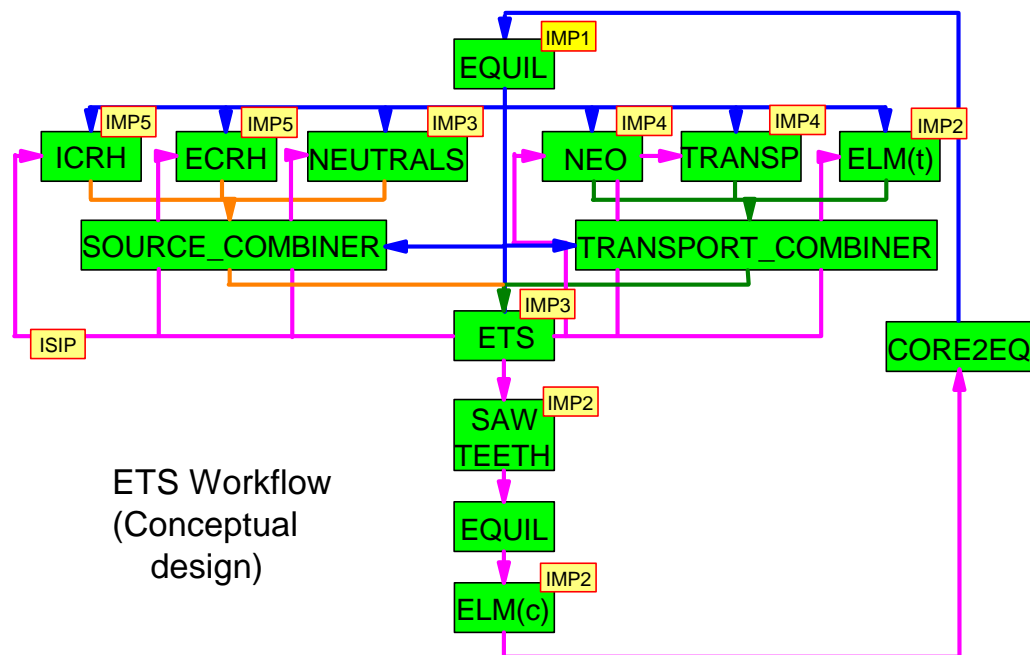 IMP1
EQUIL
IMP5
IMP5
IMP3
IMP4
IMP4
IMP2
ICRH
ECRH
NEUTRALS
NEO
TRANSP
ELM(t)
SOURCE_COMBINER
TRANSPORT_COMBINER
IMP3
ISIP
ETS
CORE2EQ
IMP2
SAW
TEETH
ETS Workflow
(Conceptual
design)
EQUIL
IMP2
ELM(c)